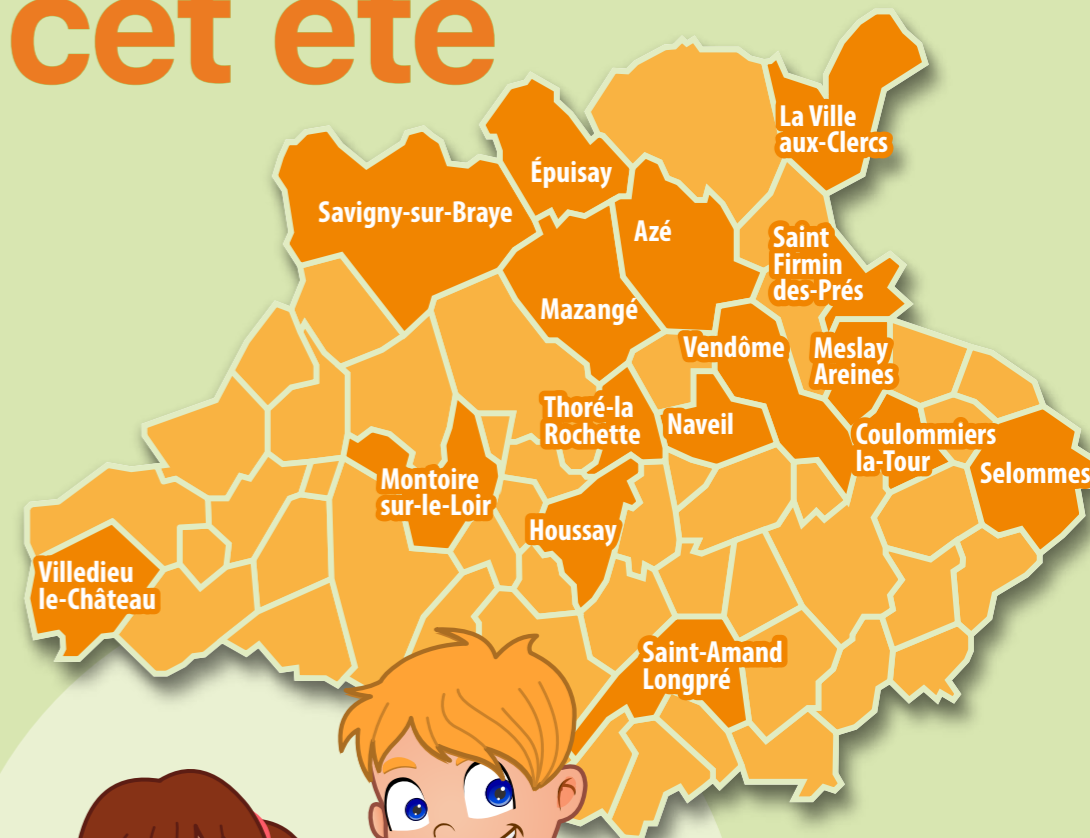 cet été
La Ville
aux-Clercs
Épuisay
Savigny-sur-Braye
Azé
Saint
Firmin
des-Prés
Mazangé
Vendôme
Meslay
Areines
Thoré-la
Rochette
Naveil
Coulommiers
la-Tour
Selommes
Montoire
sur-le-Loir
Houssay
Villedieu
le-Château
Saint-Amand
Longpré